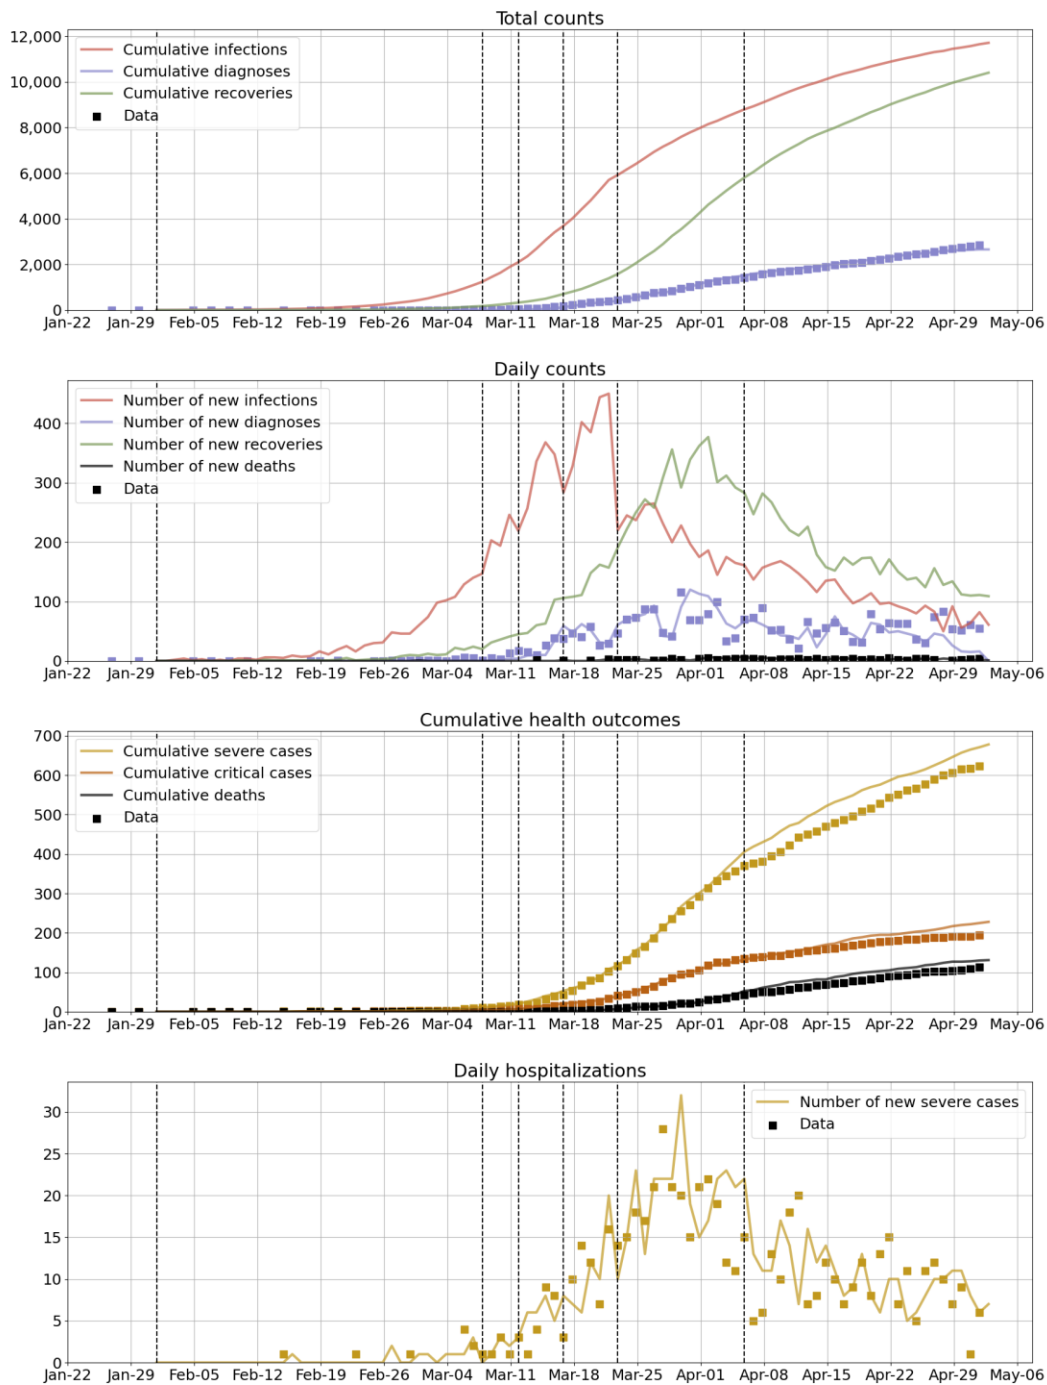 Total counts
12,000
10,000
8,000
6,000
4,000
2,000
0
Cumulative infections
Cumulative diagnoses
Cumulative recoveries
Data
Jan-22 Jan-29 Feb-05 Feb-12 Feb-19 Feb-26 Mar-04 Mar-11 Mar-18 Mar-25 Apr-01 Apr-08 Apr-15 Apr-22 Apr-29 May-06
Daily counts
400
300
200
100
0
Number of new infections
Number of new diagnoses
Number of new recoveries
Number of new deaths
Data
Jan-22 Jan-29 Feb-05 Feb-12 Feb-19 Feb-26 Mar-04 Mar-11 Mar-18 Mar-25 Apr-01 Apr-08 Apr-15 Apr-22 Apr-29 May-06
Cumulative health outcomes
700
600
500
400
300
200
100
0
Cumulative severe cases
Cumulative critical cases
Cumulative deaths
Data
Jan-22 Jan-29 Feb-05 Feb-12 Feb-19 Feb-26 Mar-04 Mar-11 Mar-18 Mar-25 Apr-01 Apr-08 Apr-15 Apr-22 Apr-29 May-06
Daily hospitalizations
30
25
20
15
10
5
0
Number of new severe cases
Data
Jan-22 Jan-29 Feb-05 Feb-12 Feb-19 Feb-26 Mar-04 Mar-11 Mar-18 Mar-25 Apr-01 Apr-08 Apr-15 Apr-22 Apr-29 May-06